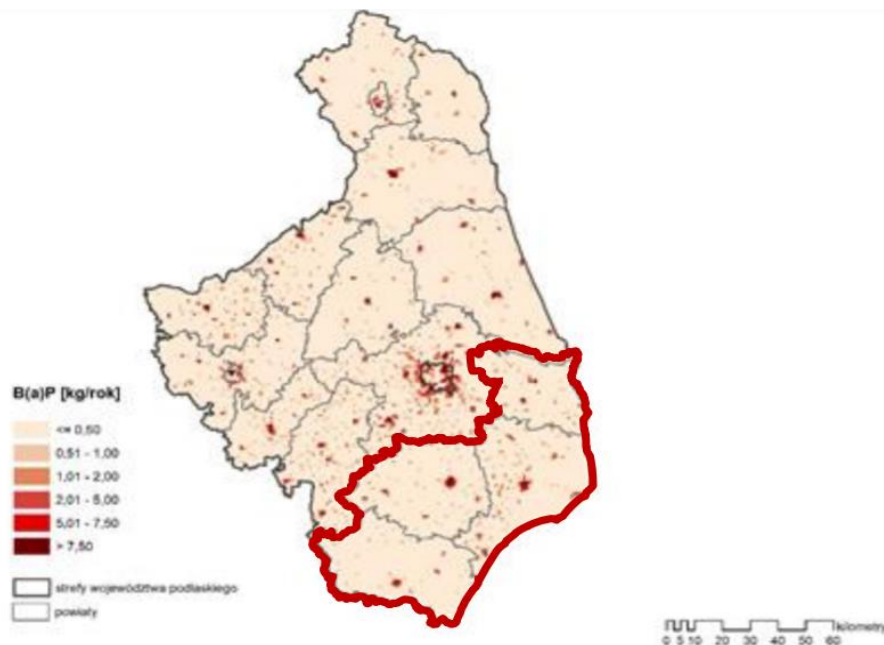 B(a)P [kg/rok]
<= 0,50
0,51 - 1,00
1,01 - 2,00
2,01 - 5,00
5,01 - 7,50
> 7,50
strefy województwa podlaskiego
powiaty
kilometry
0 5 10 20 30 40 50 60